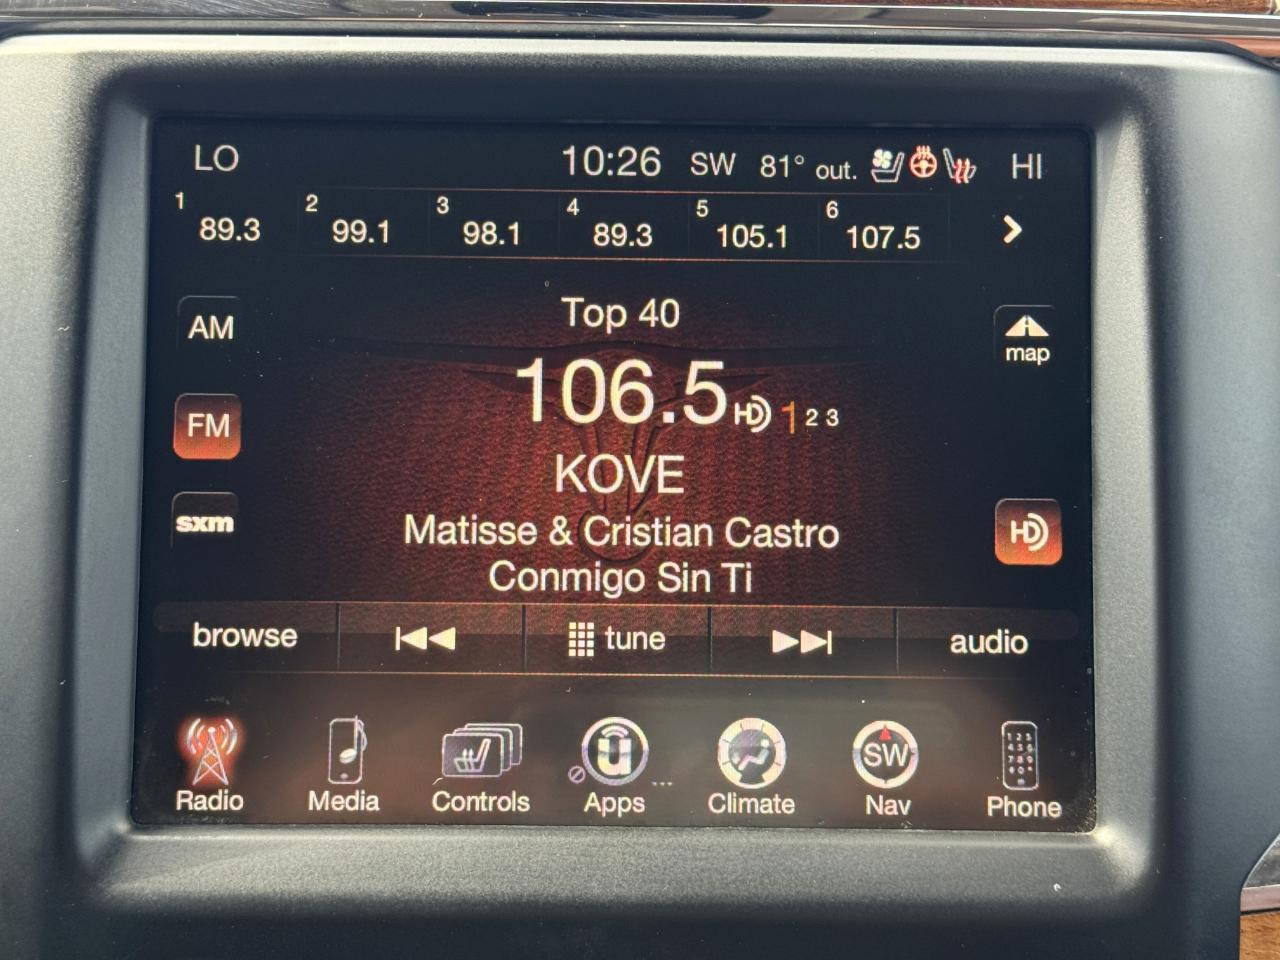 LO 10:26 SW 81° out. HI
1 89.3 2 99.1 3 98.1 4 89.3 5 105.1 6 107.5
Top 40
AM
map
106.5 HD 1 2 3
FM
KOVE
sxm
Matisse & Cristian Castro
HD
Conmigo Sin Ti
browse tune audio
SW
Radio Media Controls Apps Climate Nav Phone